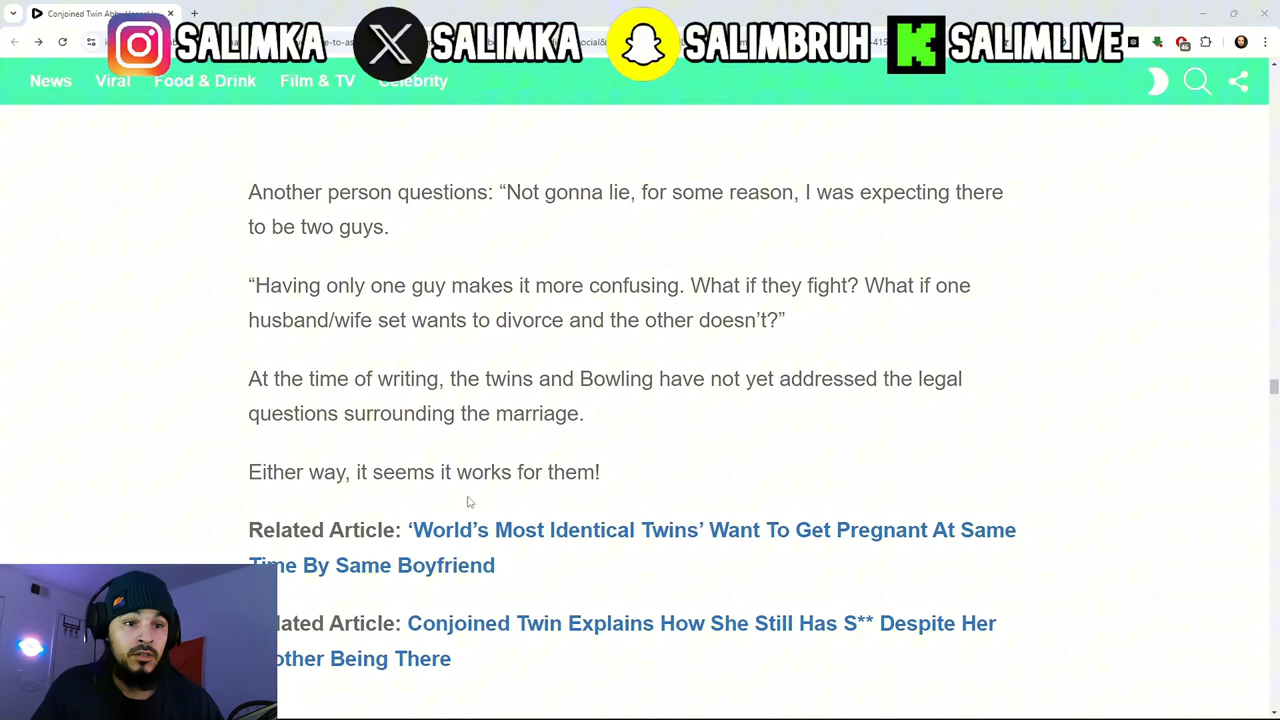 Conjoined Twin
SALIMKA SALIMKA SALIMBRUH SALIMLIVE
News Viral Food & Drink Film & TV Celebrity
Another person questions: “Not gonna lie, for some reason, I was expecting there
to be two guys.
“Having only one guy makes it more confusing. What if they fight? What if one
husband/wife set wants to divorce and the other doesn’t?”
At the time of writing, the twins and Bowling have not yet addressed the legal
questions surrounding the marriage.
Either way, it seems it works for them!
Related Article: ‘World’s Most Identical Twins’ Want To Get Pregnant At Same
Time By Same Boyfriend
lated Article: Conjoined Twin Explains How She Still Has S** Despite Her
other Being There